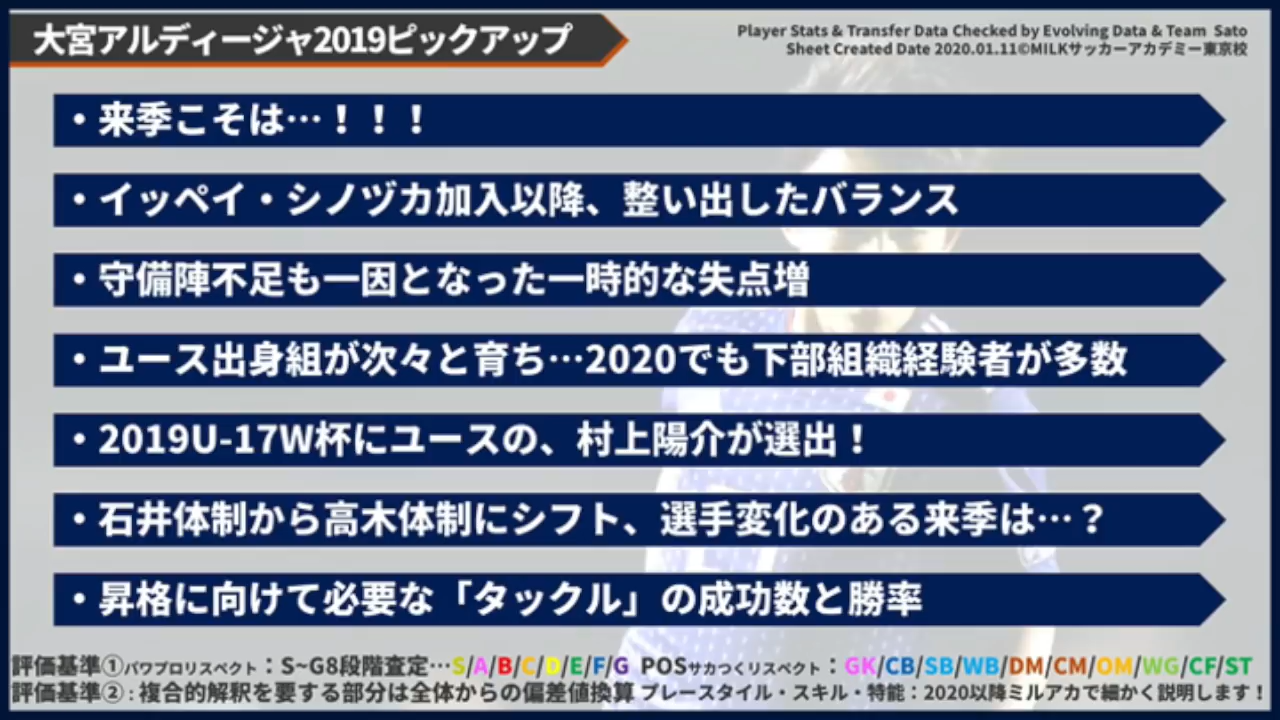 大宮アルディージャ2019ピックアップ
Player Stats & Transfer Data Checked by Evolving Data & Team Sato
Sheet Created Date 2020.01.11©MILKサッカーアカデミー東京校
・来季こそは…！！！
・イッペイ・シノヅカ加入以降、整い出したバランス
・守備陣不足も一因となった一時的な失点増
・ユース出身組が次々と育ち…2020でも下部組織経験者が多数
・2019U-17W杯にユースの、村上陽介が選出！
・石井体制から高木体制にシフト、選手変化のある来季は…？
・昇格に向けて必要な「タックル」の成功数と勝率
評価基準①パワプロリスペクト：S~G8段階査定…S/A/B/C/D/E/F/G POSサカつくリスペクト：GK/CB/SB/WB/DM/CM/OM/WG/CF/ST
評価基準②：複合的解釈を要する部分は全体からの偏差値換算 プレースタイル・スキル・特能：2020以降ミルアカで細かく説明します！